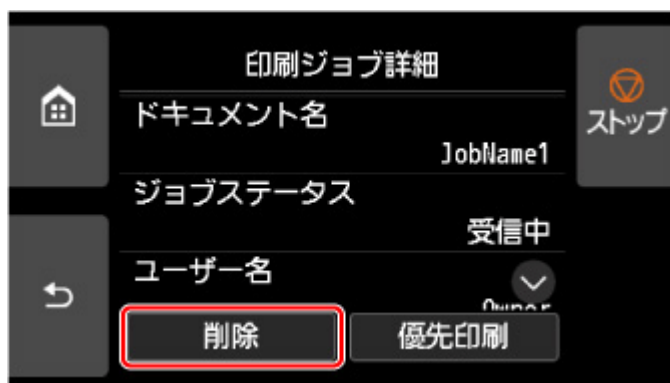 印刷ジョブ詳細
ドキュメント名
JobName1
ストップ
ジョブステータス
受信中
ユーザー名
Owner
削除
優先印刷